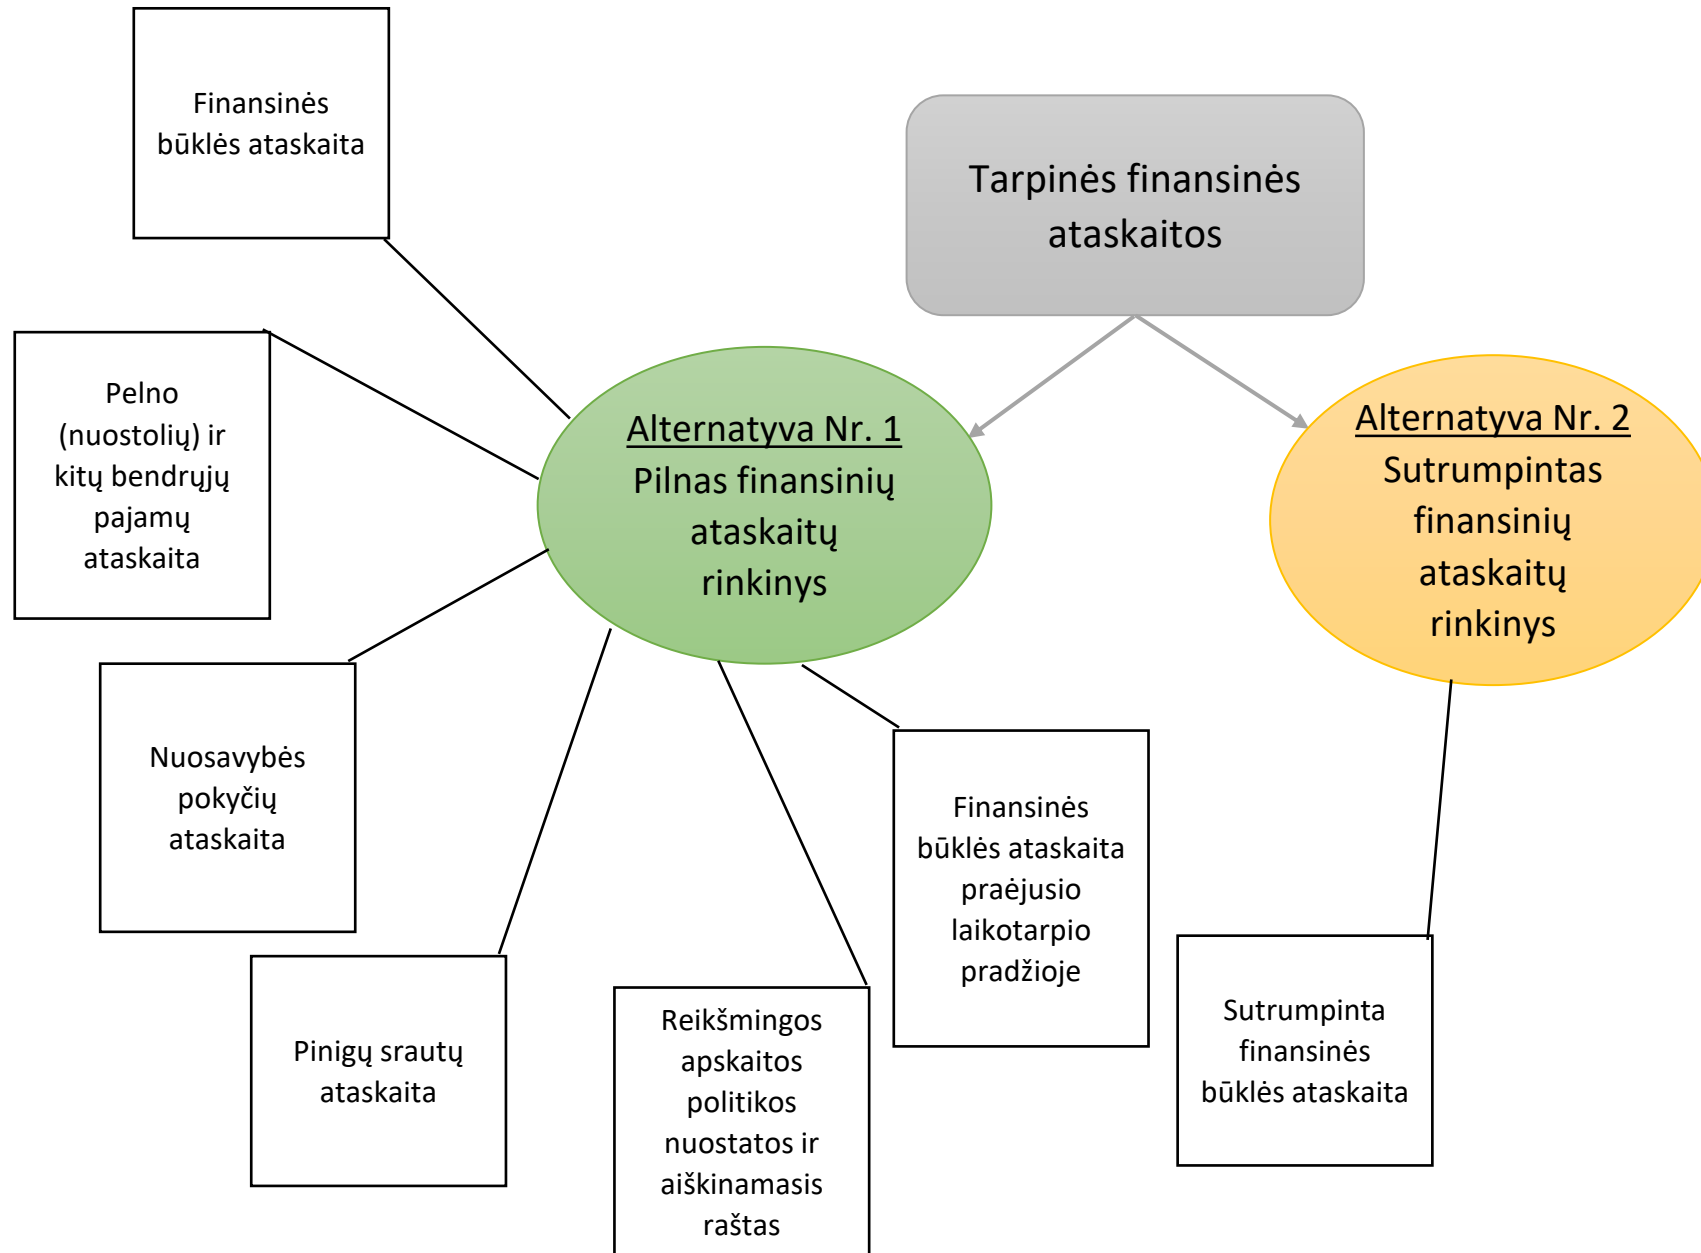 Finansinės
būklės ataskaita
Tarpinės finansinės
ataskaitos
Pelno
(nuostolių) ir
kitų bendrųjų
pajamų
ataskaita
Alternatyva Nr. 1
Pilnas finansinių
ataskaitų
rinkinys
Alternatyva Nr. 2
Sutrumpintas
finansinių
ataskaitų
rinkinys
Nuosavybės
pokyčių
ataskaita
Finansinės
būklės ataskaita
praėjusio
laikotarpio
pradžioje
Pinigų srautų
ataskaita
Reikšmingos
apskaitos
politikos
nuostatos ir
aiškinamasis
raštas
Sutrumpinta
finansinės
būklės ataskaita